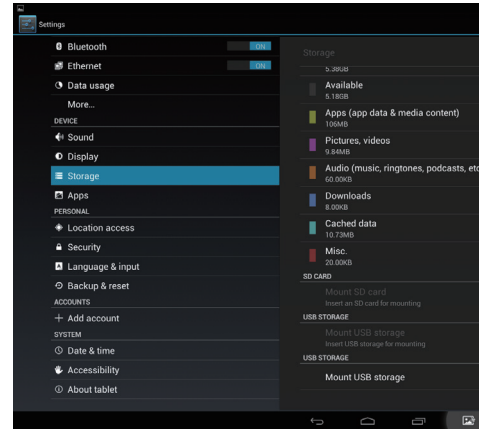 Settings
Bluetooth ON
Ethernet ON
Data usage
More...
DEVICE
Sound
Display
Storage
Apps
PERSONAL
Location access
Security
Language & input
Backup & reset
ACCOUNTS
Add account
SYSTEM
Date & time
Accessibility
About tablet
Storage
5.38GB
Available
5.18GB
Apps (app data & media content)
106MB
Pictures, videos
9.84MB
Audio (music, ringtones, podcasts, etc
60.00KB
Downloads
8.00KB
Cached data
10.73MB
Misc.
20.00KB
SD CARD
Mount SD card
Insert an SD card for mounting
USB STORAGE
Mount USB storage
Insert USB storage for mounting
USB STORAGE
Mount USB storage